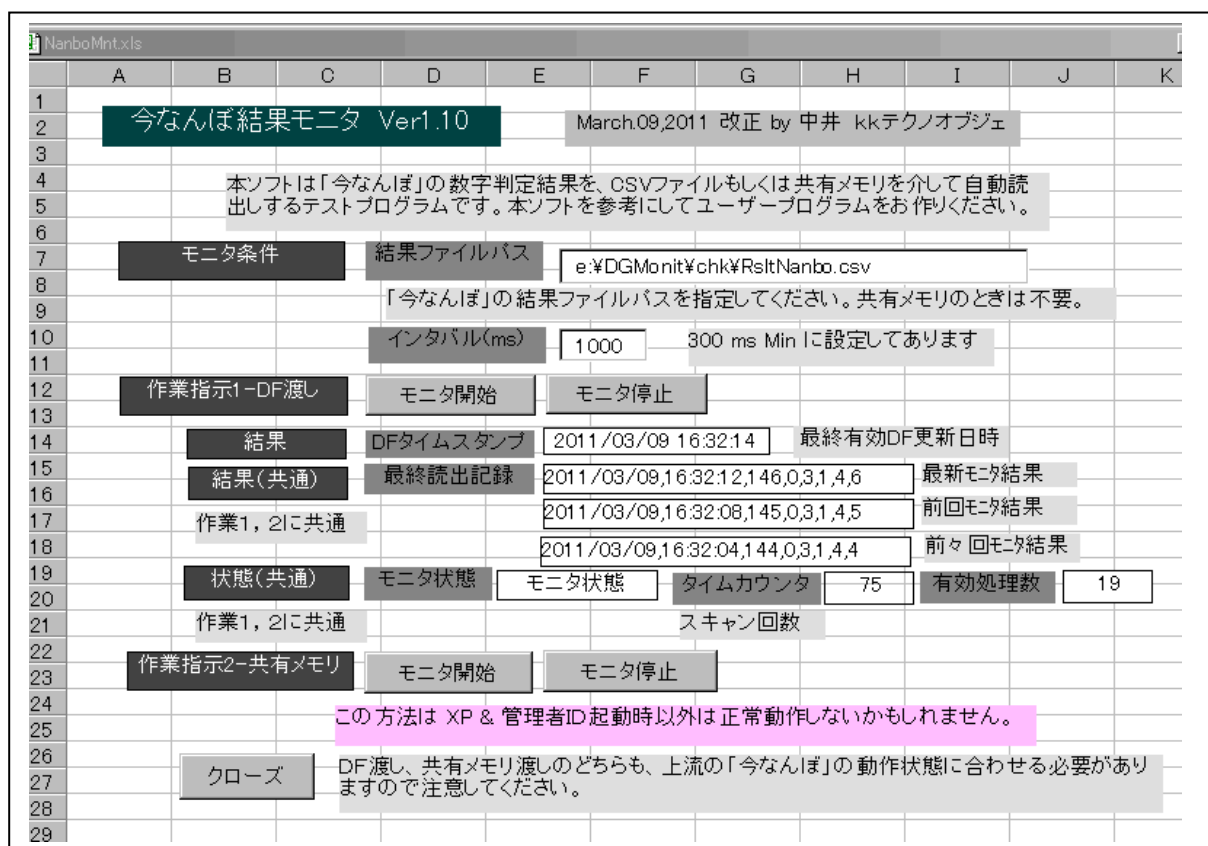 NanboMnt.xls
A B C D E F G H I J K
1
今なんぼ結果モニタ Ver1.10
2 March.09,2011 改正 by 中井 kkテクノオブジェ
3
4 本ソフトは「今なんぼ」の数字判定結果を、CSVファイルもしくは共有メモリを介して自動読
5 出しするテストプログラムです。本ソフトを参考にしてユーザープログラムをお作りください。
6
7 モニタ条件 結果ファイルパス e:¥DGMonit¥chk¥RsltNanbo.csv
8
9 「今なんぼ」の結果ファイルパスを指定してください。共有メモリのときは不要。
10 インタバル(ms) 1000 300 ms Min に設定してあります
11
12 作業指示1-DF渡し モニタ開始 モニタ停止
13
14 結果 DFタイムスタンプ 2011/03/09 16:32:14 最終有効DF更新日時
15 結果(共通) 最終読出記録 2011/03/09,16:32:12,146,0,3,1,4,6 最新モニタ結果
16
17 作業1, 2に共通 2011/03/09,16:32:08,145,0,3,1,4,5 前回モニタ結果
18 2011/03/09,16:32:04,144,0,3,1,4,4 前々回モニタ結果
19 状態(共通) モニタ状態 モニタ状態 タイムカウンタ 75 有効処理数 19
20
21 作業1, 2に共通 スキャン回数
22
作業指示2-共有メモリ モニタ開始 モニタ停止
23
24 この方法は XP & 管理者ID起動時以外は正常動作しないかもしれません。
25
26 クローズ DF渡し、共有メモリ渡しのどちらも、上流の「今なんぼ」の動作状態に合わせる必要があり
27 ますので注意してください。
28
29